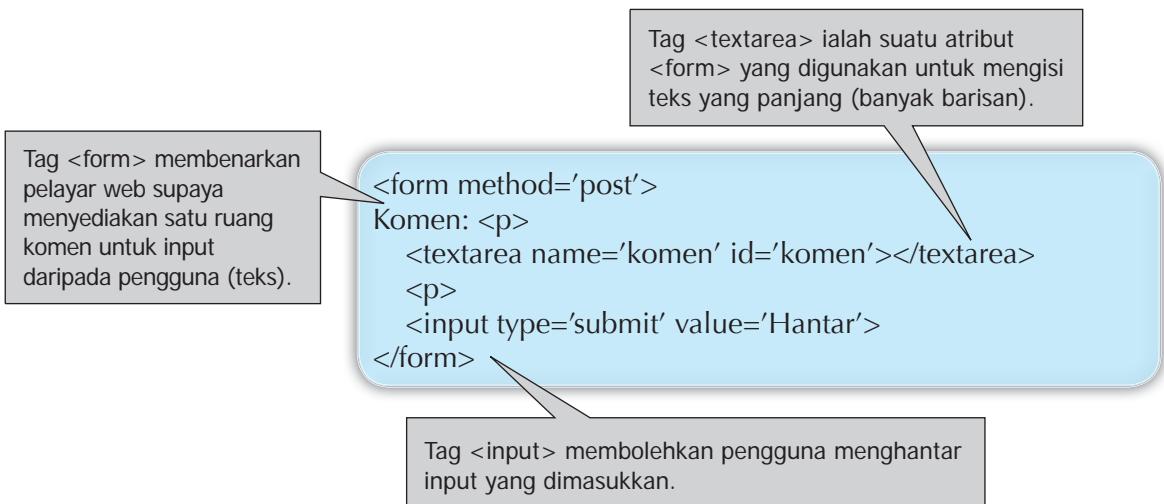 Tag <textarea> ialah suatu atribut
<form> yang digunakan untuk mengisi
teks yang panjang (banyak barisan).
Tag <form> membenarkan
pelayar web supaya
menyediakan satu ruang
komen untuk input
daripada pengguna (teks).
<form method=’post’>
Komen: <p>
<textarea name=’komen’ id=’komen’></textarea>
<p>
<input type=’submit’ value=’Hantar’>
</form>
Tag <input> membolehkan pengguna menghantar
input yang dimasukkan.